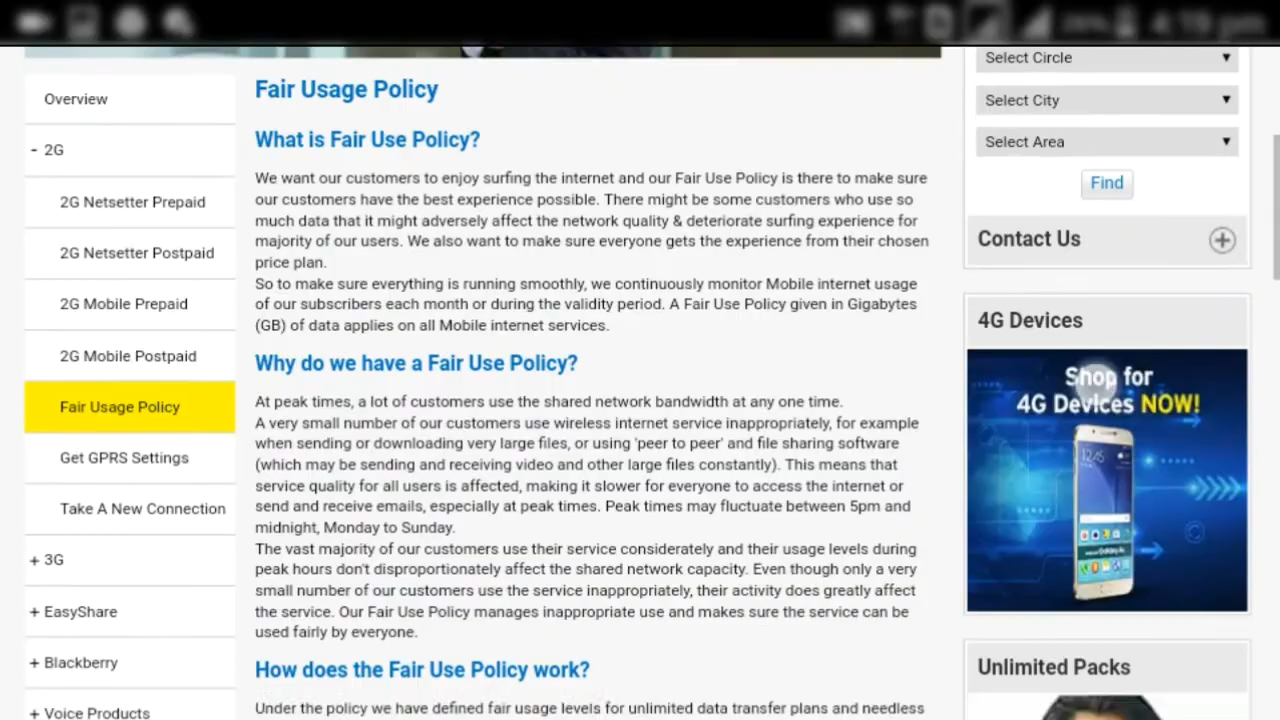 Overview
- 2G
2G Netsetter Prepaid
2G Netsetter Postpaid
2G Mobile Prepaid
2G Mobile Postpaid
Fair Usage Policy
Get GPRS Settings
Take A New Connection
+ 3G
+ EasyShare
+ Blackberry
+ Voice Products
Fair Usage Policy
What is Fair Use Policy?
We want our customers to enjoy surfing the internet and our Fair Use Policy is there to make sure
our customers have the best experience possible. There might be some customers who use so
much data that it might adversely affect the network quality & deteriorate surfing experience for
majority of our users. We also want to make sure everyone gets the experience from their chosen
price plan.
So to make sure everything is running smoothly, we continuously monitor Mobile internet usage
of our subscribers each month or during the validity period. A Fair Use Policy given in Gigabytes
(GB) of data applies on all Mobile internet services.
Why do we have a Fair Use Policy?
At peak times, a lot of customers use the shared network bandwidth at any one time.
A very small number of our customers use wireless internet service inappropriately, for example
when sending or downloading very large files, or using 'peer to peer' and file sharing software
(which may be sending and receiving video and other large files constantly). This means that
service quality for all users is affected, making it slower for everyone to access the internet or
send and receive emails, especially at peak times. Peak times may fluctuate between 5pm and
midnight, Monday to Sunday.
The vast majority of our customers use their service considerately and their usage levels during
peak hours don't disproportionately affect the shared network capacity. Even though only a very
small number of our customers use the service inappropriately, their activity does greatly affect
the service. Our Fair Use Policy manages inappropriate use and makes sure the service can be
used fairly by everyone.
How does the Fair Use Policy work?
Under the policy we have defined fair usage levels for unlimited data transfer plans and needless
Select Circle
Select City
Select Area
Find
Contact Us
4G Devices
Shop for
4G Devices NOW!
12:45
Unlimited Packs